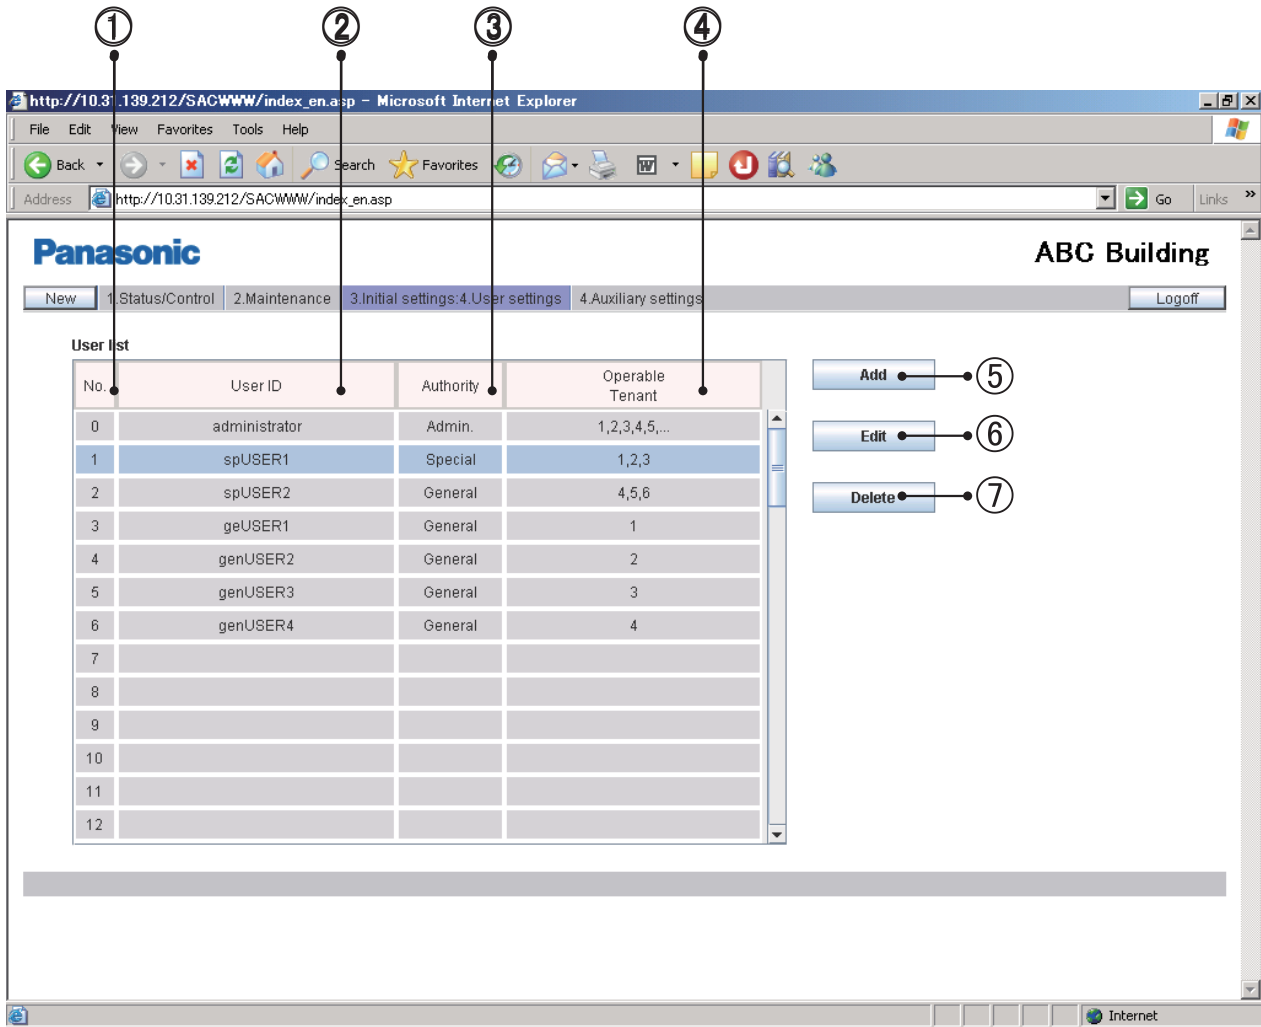 ① ② ③ ④
http://10.31.139.212/SACWWW/index_en.asp - Microsoft Internet Explorer
File Edit View Favorites Tools Help
Back Search Favorites
Address http://10.31.139.212/SACWWW/index_en.asp Go Links »
Panasonic ABC Building
New 1.Status/Control 2.Maintenance 3.Initial settings:4.User settings 4.Auxiliary settings Logoff
User list
No. User ID Authority Operable
Tenant
0 administrator Admin. 1,2,3,4,5,...
1 spUSER1 Special 1,2,3
2 spUSER2 General 4,5,6
3 geUSER1 General 1
4 genUSER2 General 2
5 genUSER3 General 3
6 genUSER4 General 4
7
8
9
10
11
12
Add ⑤
Edit ⑥
Delete ⑦
Internet